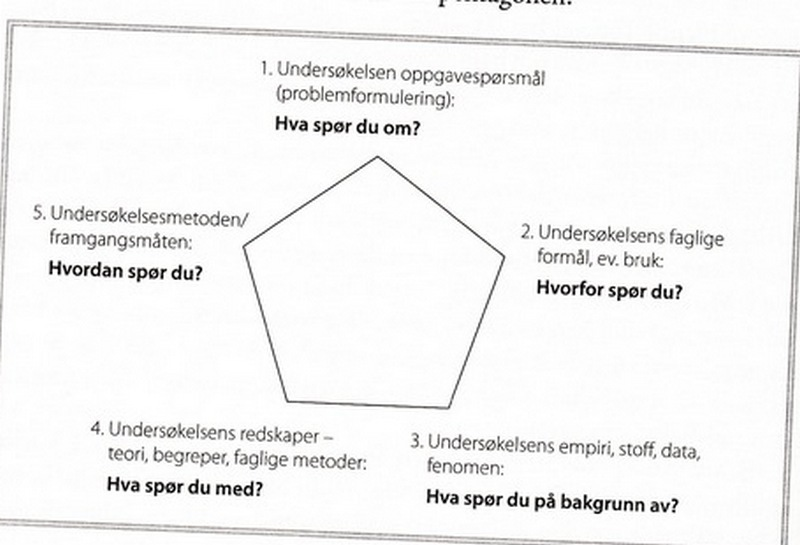 1. Undersøkelsen oppgavespørsmål
(problemformulering):
Hva spør du om?
2. Undersøkelsens faglige
formål, ev. bruk:
Hvorfor spør du?
3. Undersøkelsens empiri, stoff, data,
fenomen:
Hva spør du på bakgrunn av?
4. Undersøkelsens redskaper –
teori, begreper, faglige metoder:
Hva spør du med?
5. Undersøkelsesmetoden/
framgangsmåten:
Hvordan spør du?